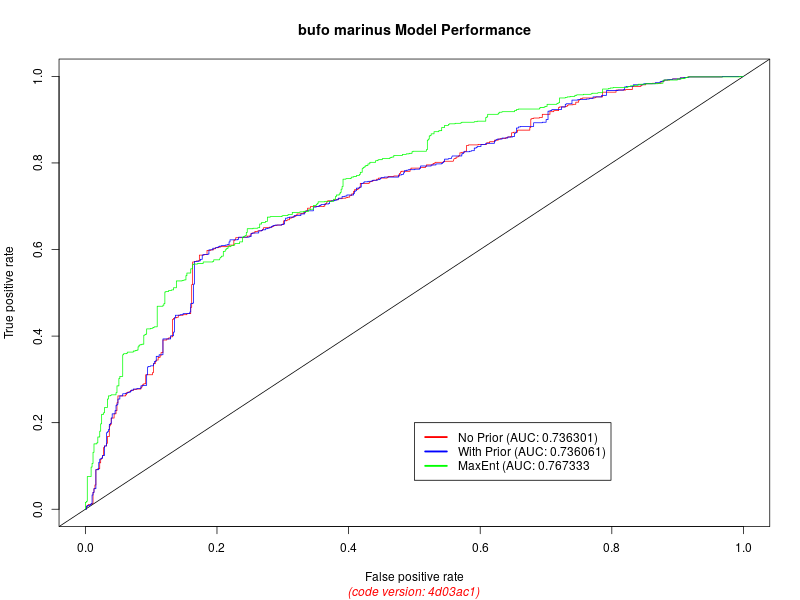 bufo marinus Model Performance
True positive rate
1.0
0.8
0.6
0.4
0.2
0.0
No Prior (AUC: 0.736301)
With Prior (AUC: 0.736061)
MaxEnt (AUC: 0.767333
0.0 0.2 0.4 0.6 0.8 1.0
False positive rate
(code version: 4d03ac1)